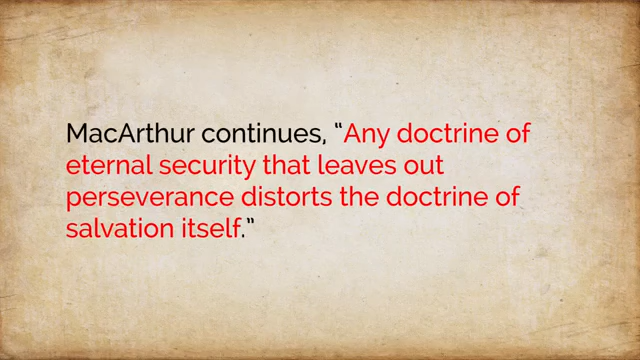 MacArthur continues, “Any doctrine of
eternal security that leaves out
perseverance distorts the doctrine of
salvation itself.”